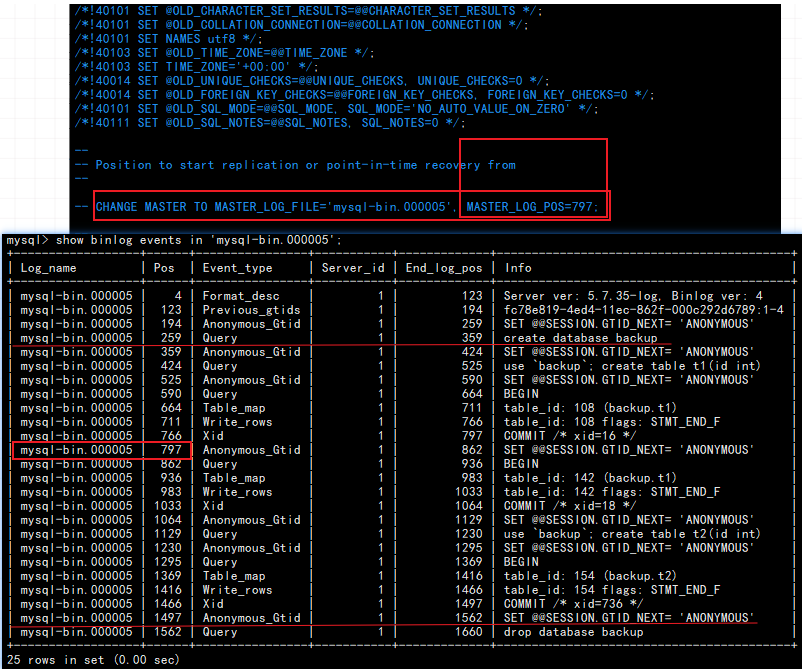 /*!40101 SET @OLD_CHARACTER_SET_RESULTS=@@CHARACTER_SET_RESULTS */;
/*!40101 SET @OLD_COLLATION_CONNECTION=@@COLLATION_CONNECTION */;
/*!40101 SET NAMES utf8 */;
/*!40103 SET @OLD_TIME_ZONE=@@TIME_ZONE */;
/*!40103 SET TIME_ZONE='+00:00' */;
/*!40014 SET @OLD_UNIQUE_CHECKS=@@UNIQUE_CHECKS, UNIQUE_CHECKS=0 */;
/*!40014 SET @OLD_FOREIGN_KEY_CHECKS=@@FOREIGN_KEY_CHECKS, FOREIGN_KEY_CHECKS=0 */;
/*!40101 SET @OLD_SQL_MODE=@@SQL_MODE, SQL_MODE='NO_AUTO_VALUE_ON_ZERO' */;
/*!40111 SET @OLD_SQL_NOTES=@@SQL_NOTES, SQL_NOTES=0 */;
--
-- Position to start replication or point-in-time recovery from
--
-- CHANGE MASTER TO MASTER_LOG_FILE='mysql-bin.000005', MASTER_LOG_POS=797;
mysql> show binlog events in 'mysql-bin.000005';
| Log_name | Pos | Event_type | Server_id | End_log_pos | Info |
| mysql-bin.000005 | 4 | Format_desc | 1 | 123 | Server ver: 5.7.35-log, Binlog ver: 4
| mysql-bin.000005 | 123 | Previous_gtids | 1 | 194 | fc78e819-4ed4-11ec-862f-000c292d6789:1-4
| mysql-bin.000005 | 194 | Anonymous_Gtid | 1 | 259 | SET @@SESSION.GTID_NEXT= 'ANONYMOUS'
| mysql-bin.000005 | 259 | Query | 1 | 359 | create database backup
| mysql-bin.000005 | 359 | Anonymous_Gtid | 1 | 424 | SET @@SESSION.GTID_NEXT= 'ANONYMOUS'
| mysql-bin.000005 | 424 | Query | 1 | 525 | use `backup`; create table t1(id int)
| mysql-bin.000005 | 525 | Anonymous_Gtid | 1 | 590 | SET @@SESSION.GTID_NEXT= 'ANONYMOUS'
| mysql-bin.000005 | 590 | Query | 1 | 664 | BEGIN
| mysql-bin.000005 | 664 | Table_map | 1 | 711 | table_id: 108 (backup.t1)
| mysql-bin.000005 | 711 | Write_rows | 1 | 766 | table_id: 108 flags: STMT_END_F
| mysql-bin.000005 | 766 | Xid | 1 | 797 | COMMIT /* xid=16 */
| mysql-bin.000005 | 797 | Anonymous_Gtid | 1 | 862 | SET @@SESSION.GTID_NEXT= 'ANONYMOUS'
| mysql-bin.000005 | 862 | Query | 1 | 936 | BEGIN
| mysql-bin.000005 | 936 | Table_map | 1 | 983 | table_id: 142 (backup.t1)
| mysql-bin.000005 | 983 | Write_rows | 1 | 1033 | table_id: 142 flags: STMT_END_F
| mysql-bin.000005 | 1033 | Xid | 1 | 1064 | COMMIT /* xid=18 */
| mysql-bin.000005 | 1064 | Anonymous_Gtid | 1 | 1129 | SET @@SESSION.GTID_NEXT= 'ANONYMOUS'
| mysql-bin.000005 | 1129 | Query | 1 | 1230 | use `backup`; create table t2(id int)
| mysql-bin.000005 | 1230 | Anonymous_Gtid | 1 | 1295 | SET @@SESSION.GTID_NEXT= 'ANONYMOUS'
| mysql-bin.000005 | 1295 | Query | 1 | 1369 | BEGIN
| mysql-bin.000005 | 1369 | Table_map | 1 | 1416 | table_id: 154 (backup.t2)
| mysql-bin.000005 | 1416 | Write_rows | 1 | 1466 | table_id: 154 flags: STMT_END_F
| mysql-bin.000005 | 1466 | Xid | 1 | 1497 | COMMIT /* xid=736 */
| mysql-bin.000005 | 1497 | Anonymous_Gtid | 1 | 1562 | SET @@SESSION.GTID_NEXT= 'ANONYMOUS'
| mysql-bin.000005 | 1562 | Query | 1 | 1660 | drop database backup
25 rows in set (0.00 sec)